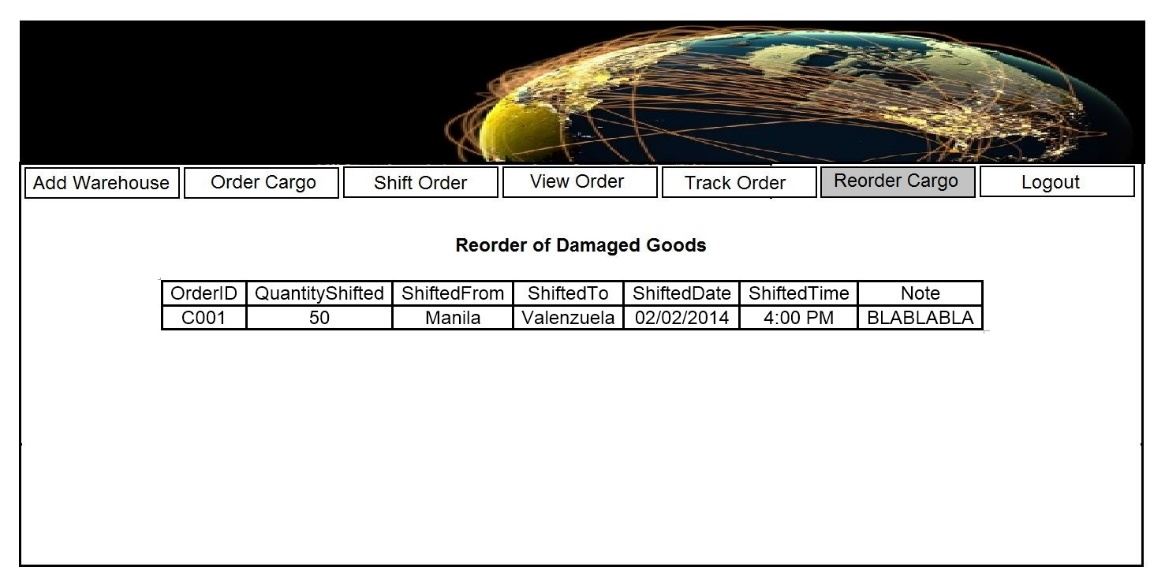 Add Warehouse Order Cargo Shift Order View Order Track Order Reorder Cargo Logout
Reorder of Damaged Goods
OrderID QuantityShifted ShiftedFrom ShiftedTo ShiftedDate ShiftedTime Note
C001 50 Manila Valenzuela 02/02/2014 4:00 PM BLABLABLA